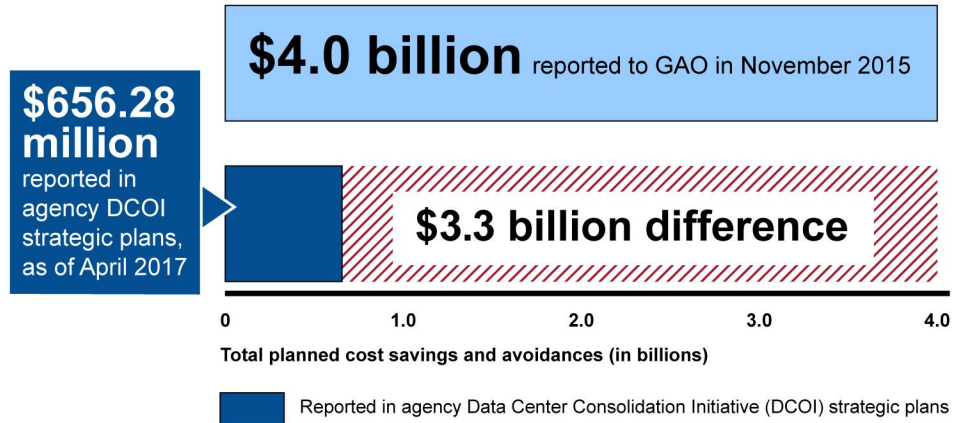 $4.0 billion reported to GAO in November 2015
$656.28
million
reported in
agency DCOI
strategic plans,
as of April 2017
$3.3 billion difference
0 1.0 2.0 3.0 4.0
Total planned cost savings and avoidances (in billions)
Reported in agency Data Center Consolidation Initiative (DCOI) strategic plans